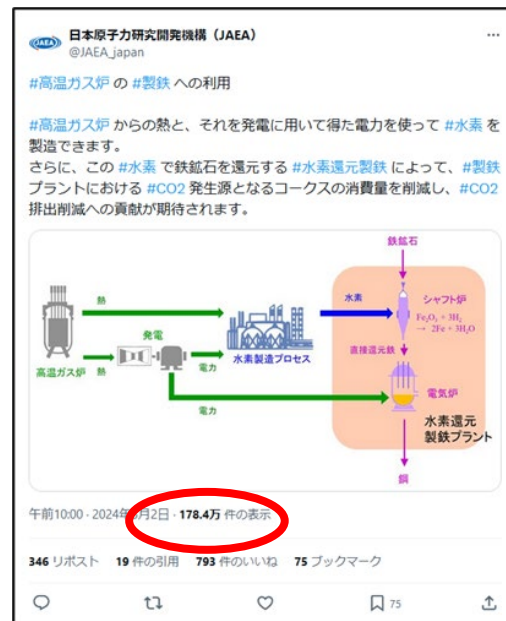 日本原子力研究開発機構（JAEA）
@JAEA_japan
#高温ガス炉 の #製鉄 への利用
#高温ガス炉 からの熱と、それを発電に用いて得た電力を使って #水素 を
製造できます。
さらに、この #水素 で鉄鉱石を還元する #水素還元製鉄 によって、#製鉄
プラントにおける #CO2 発生源となるコークスの消費量を削減し、#CO2
排出削減への貢献が期待されます。
鉄鉱石
熱
水素
シャフト炉
Fe₂O₃ + 3H₂
→ 2Fe + 3H₂O
発電
水素製造プロセス
直接還元鉄
高温ガス炉
熱
電力
電気炉
電力
水素還元
製鉄プラント
鋼
午前10:00 · 2024年 月2日 · 178.4万 件の表示
346 リポスト 19 件の引用 793 件のいいね 75 ブックマーク
75